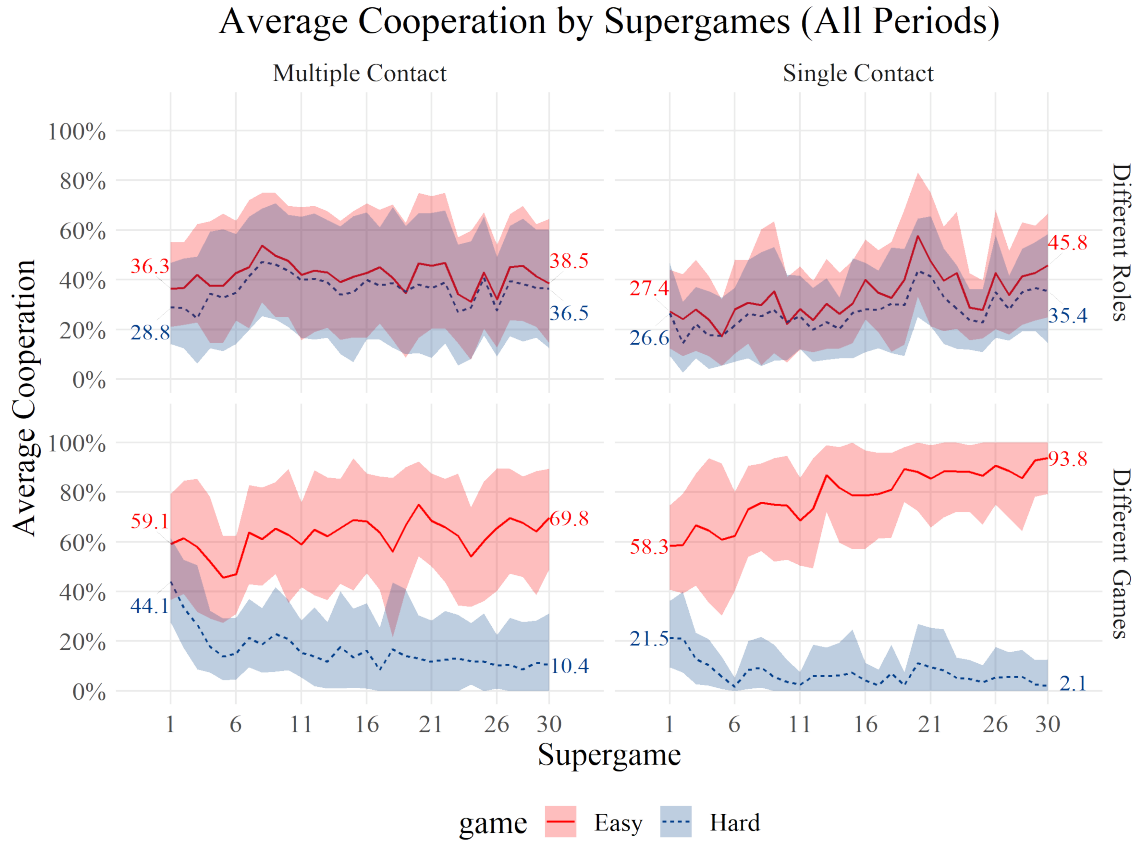 Average Cooperation by Supergames (All Periods)
Multiple Contact
Single Contact
Average Cooperation
100%
80%
60%
40%
20%
0%
36.3
28.8
38.5
36.5
27.4
26.6
45.8
35.4
Different Roles
100%
80%
60%
40%
20%
0%
59.1
44.1
69.8
10.4
58.3
21.5
93.8
2.1
Different Games
1 6 11 16 21 26 30
1 6 11 16 21 26 30
Supergame
game Easy Hard